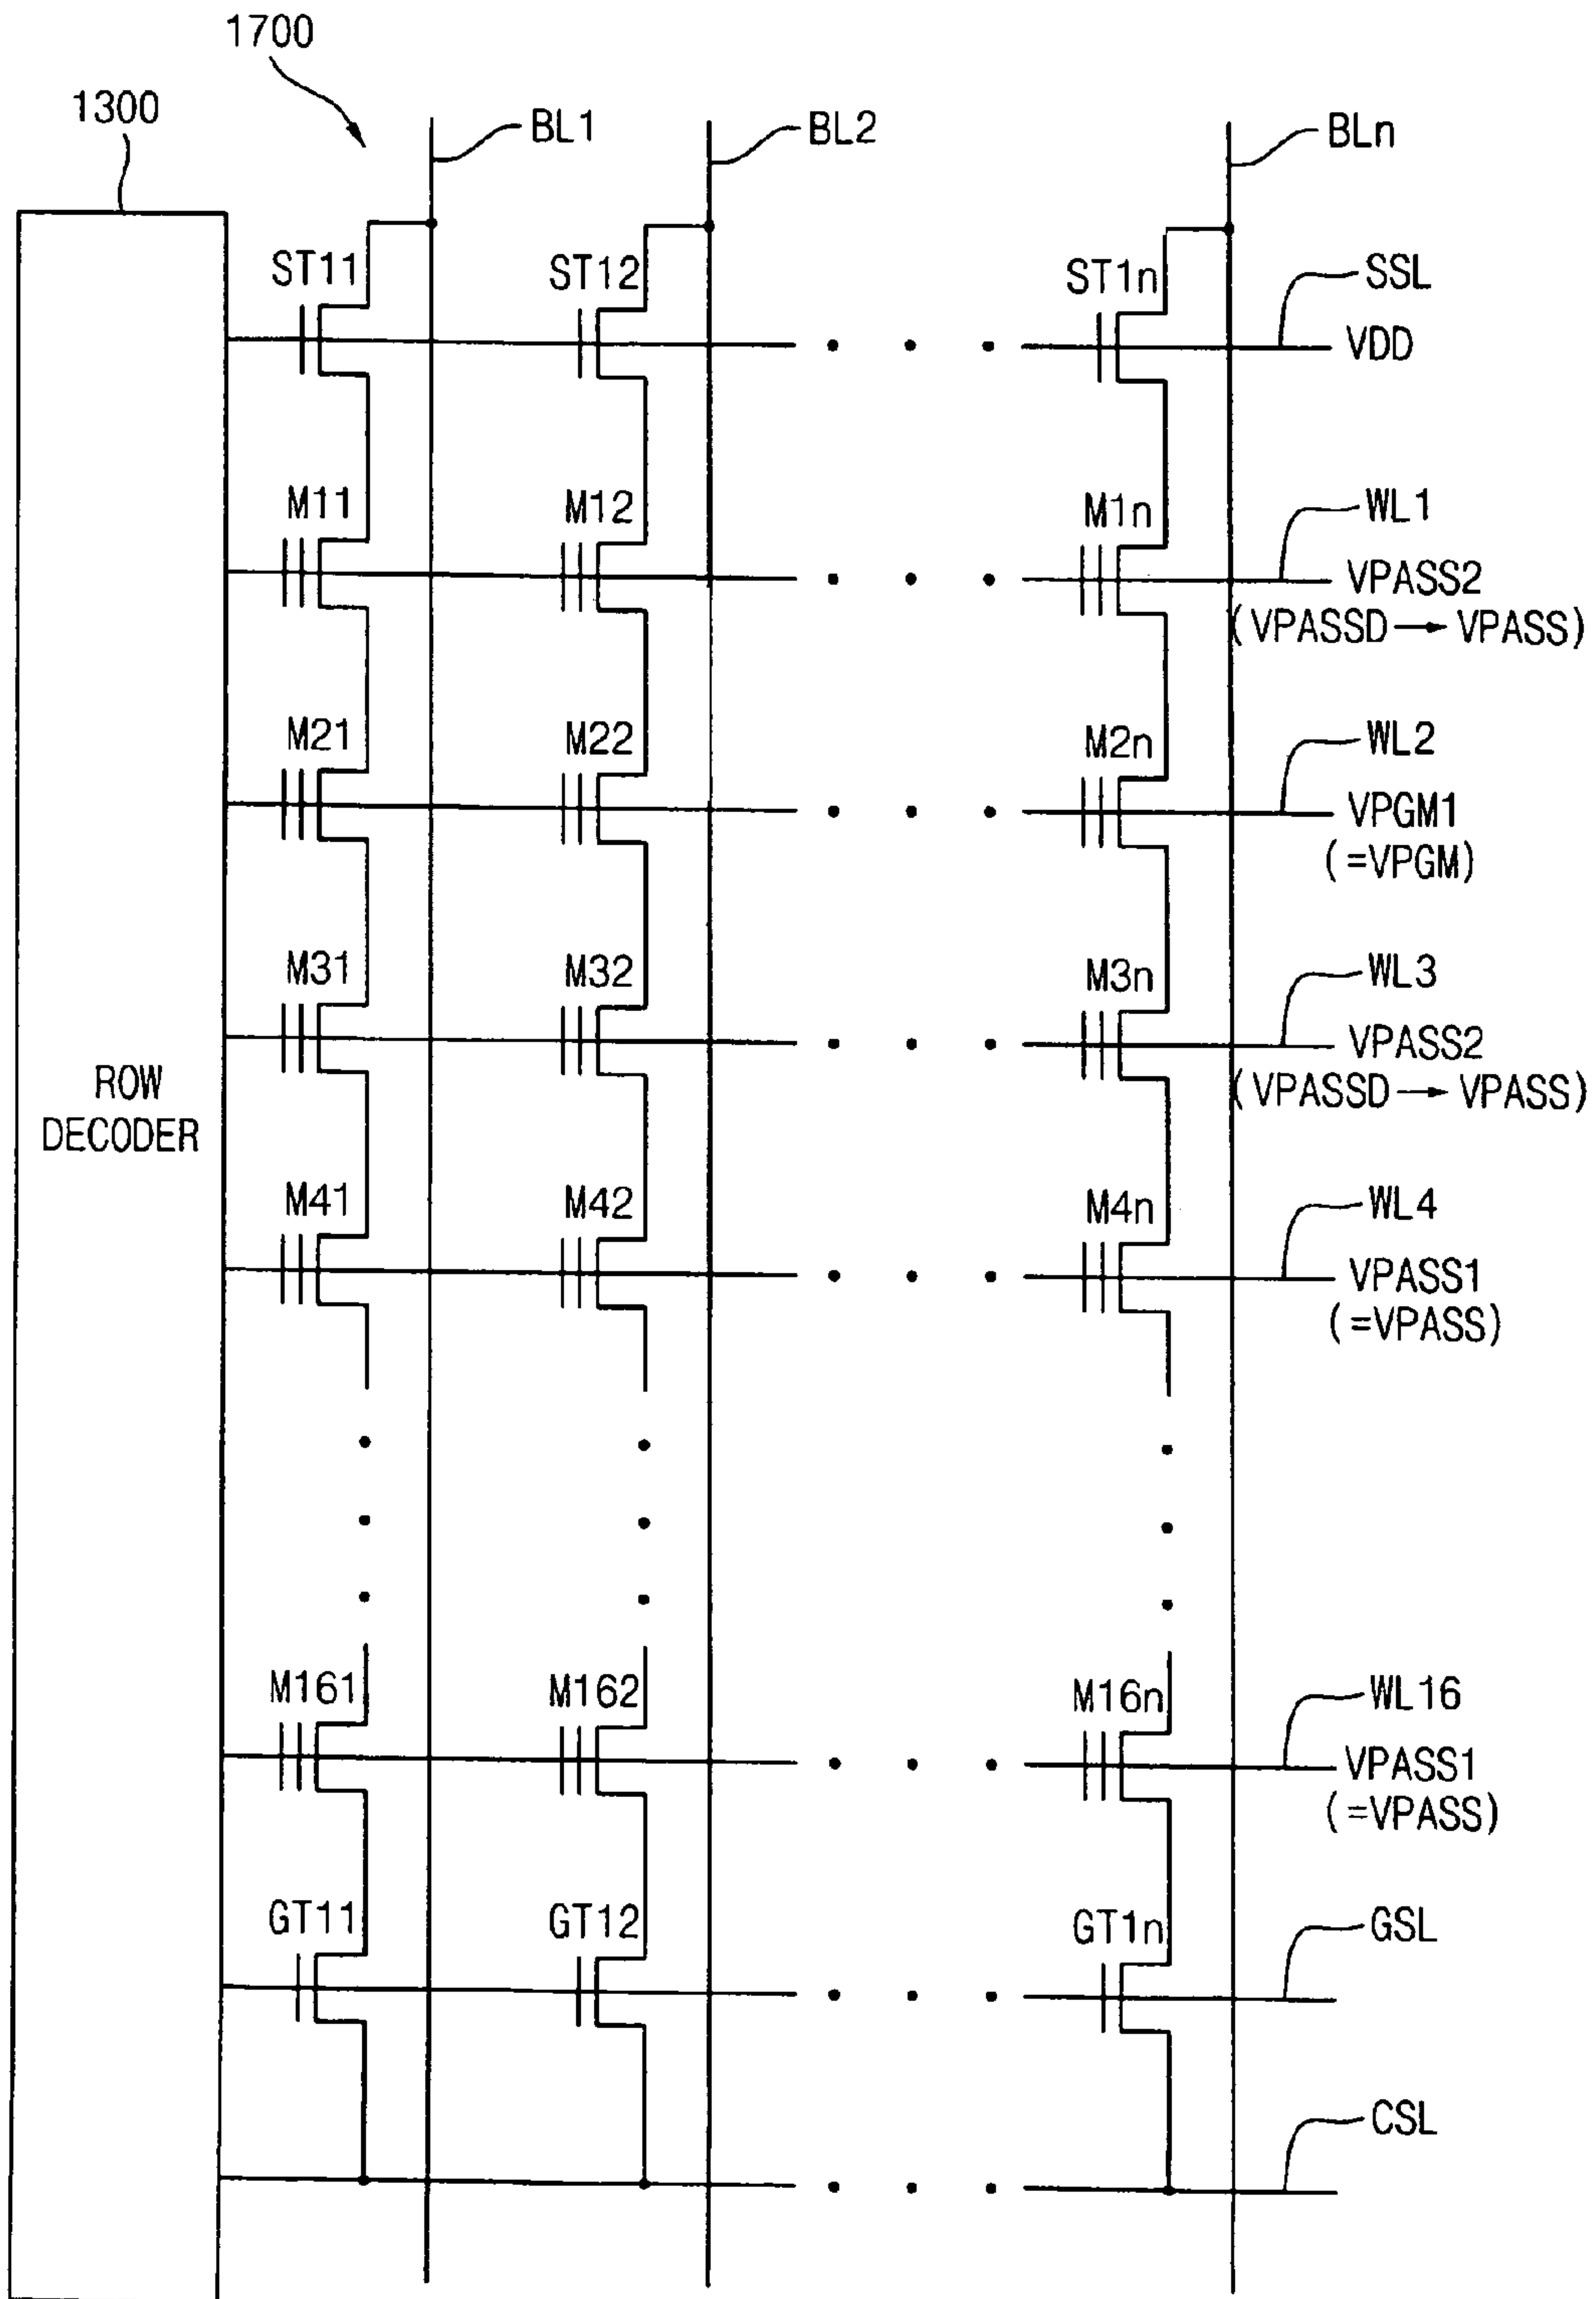 1700
1300
BL1
BL2
BLn
ST11
ST12
ST1n
SSL
VDD
M11
M12
M1n
WL1
VPASS2
(VPASSD → VPASS)
M21
M22
M2n
WL2
VPGM1
(=VPGM)
M31
M32
M3n
WL3
VPASS2
(VPASSD → VPASS)
ROW
DECODER
M41
M42
M4n
WL4
VPASS1
(=VPASS)
M161
M162
M16n
WL16
VPASS1
(=VPASS)
GT11
GT12
GT1n
GSL
CSL